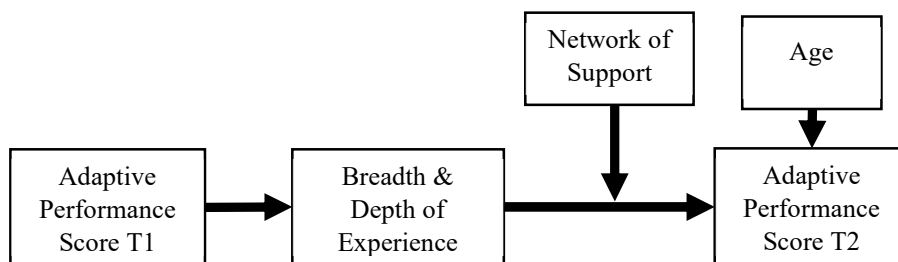 Network of
Support
Age
Adaptive
Performance
Score T1
Breadth &
Depth of
Experience
Adaptive
Performance
Score T2